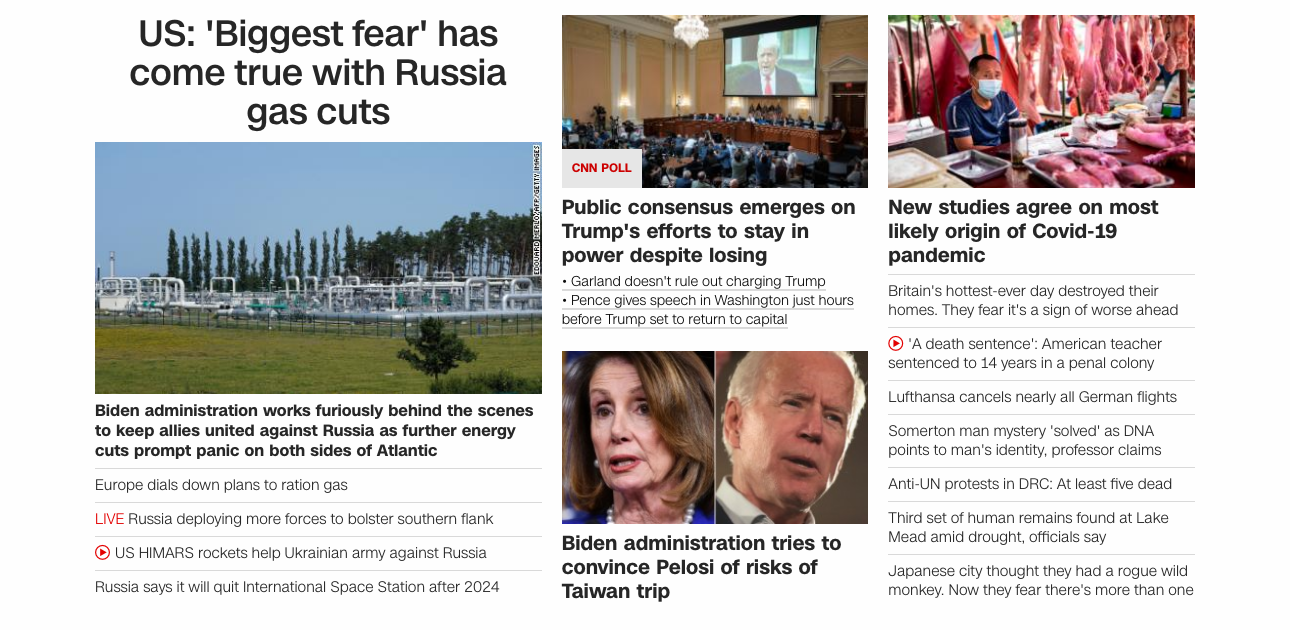 US: 'Biggest fear' has
come true with Russia
gas cuts
EDOUARD MERLO/AFP/GETTY IMAGES
Biden administration works furiously behind the scenes
to keep allies united against Russia as further energy
cuts prompt panic on both sides of Atlantic
Europe dials down plans to ration gas
LIVE Russia deploying more forces to bolster southern flank
US HIMARS rockets help Ukrainian army against Russia
Russia says it will quit International Space Station after 2024
CNN POLL
Public consensus emerges on
Trump's efforts to stay in
power despite losing
• Garland doesn't rule out charging Trump
• Pence gives speech in Washington just hours
before Trump set to return to capital
Biden administration tries to
convince Pelosi of risks of
Taiwan trip
New studies agree on most
likely origin of Covid-19
pandemic
Britain's hottest-ever day destroyed their
homes. They fear it's a sign of worse ahead
'A death sentence': American teacher
sentenced to 14 years in a penal colony
Lufthansa cancels nearly all German flights
Somerton man mystery 'solved' as DNA
points to man's identity, professor claims
Anti-UN protests in DRC: At least five dead
Third set of human remains found at Lake
Mead amid drought, officials say
Japanese city thought they had a rogue wild
monkey. Now they fear there's more than one